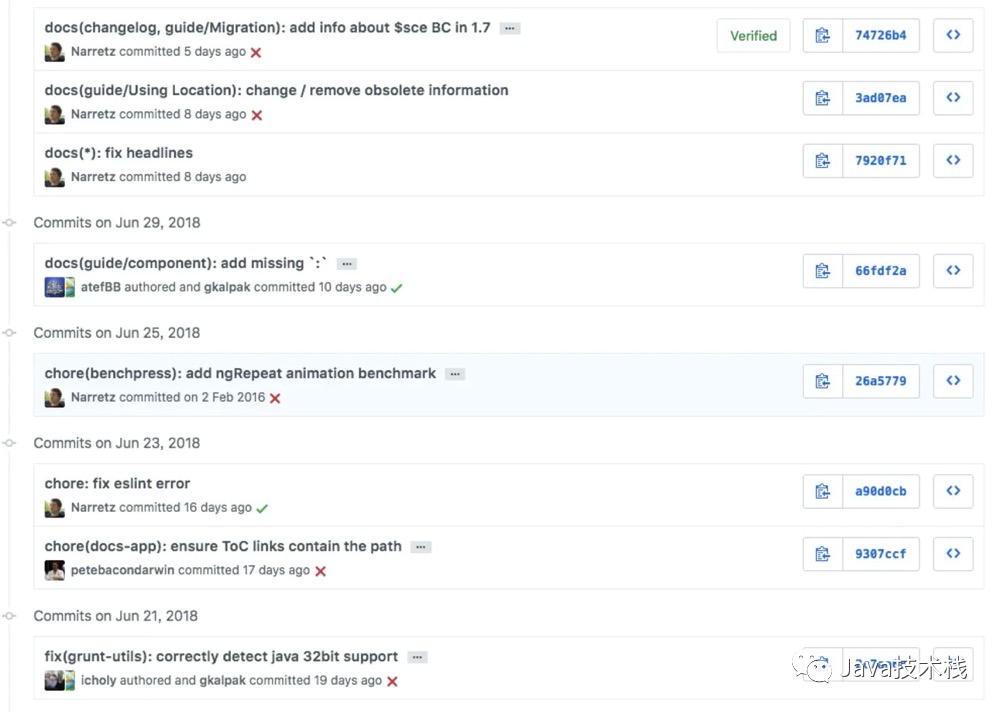 docs(changelog, guide/Migration): add info about $sce BC in 1.7 ...
Verified
74726b4
<>
Narretz committed 5 days ago
docs(guide/Using Location): change / remove obsolete information
3ad07ea
<>
Narretz committed 8 days ago
docs(*): fix headlines
7920f71
<>
Narretz committed 8 days ago
Commits on Jun 29, 2018
docs(guide/component): add missing `:` ...
66fdf2a
<>
atefBB authored and gkalpak committed 10 days ago
Commits on Jun 25, 2018
chore(benchpress): add ngRepeat animation benchmark ...
26a5779
<>
Narretz committed on 2 Feb 2016
Commits on Jun 23, 2018
chore: fix eslint error
a90d0cb
<>
Narretz committed 16 days ago
chore(docs-app): ensure ToC links contain the path ...
9307ccf
<>
petebacondarwin committed 17 days ago
Commits on Jun 21, 2018
fix(grunt-utils): correctly detect java 32bit support ...
Java技术栈
icholy authored and gkalpak committed 19 days ago